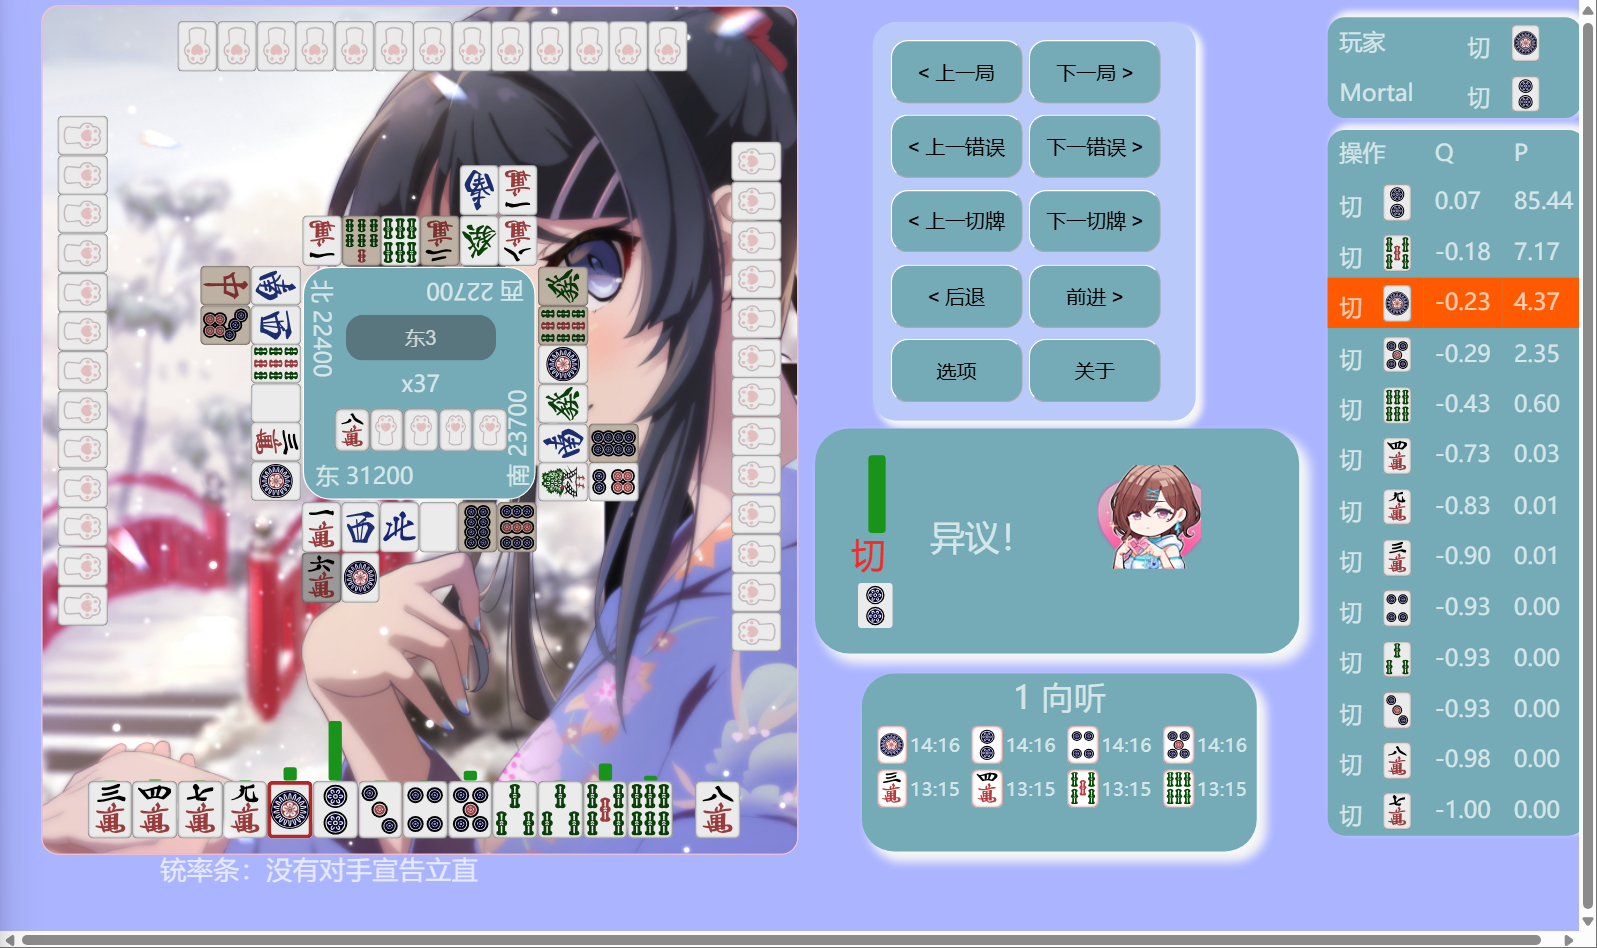 < 上一局
下一局 >
< 上一错误
下一错误 >
< 上一切牌
下一切牌 >
< 后退
前进 >
选项
关于
北 22400
西 22700
东3
x37
南 23700
东 31200
铳率条：没有对手宣告立直
切
异议！
1 向听
14:16
14:16
14:16
14:16
13:15
13:15
13:15
13:15
玩家 切
Mortal 切
操作 Q P
切 0.07 85.44
切 -0.18 7.17
切 -0.23 4.37
切 -0.29 2.35
切 -0.43 0.60
切 -0.73 0.03
切 -0.83 0.01
切 -0.90 0.01
切 -0.93 0.00
切 -0.93 0.00
切 -0.93 0.00
切 -0.98 0.00
切 -1.00 0.00